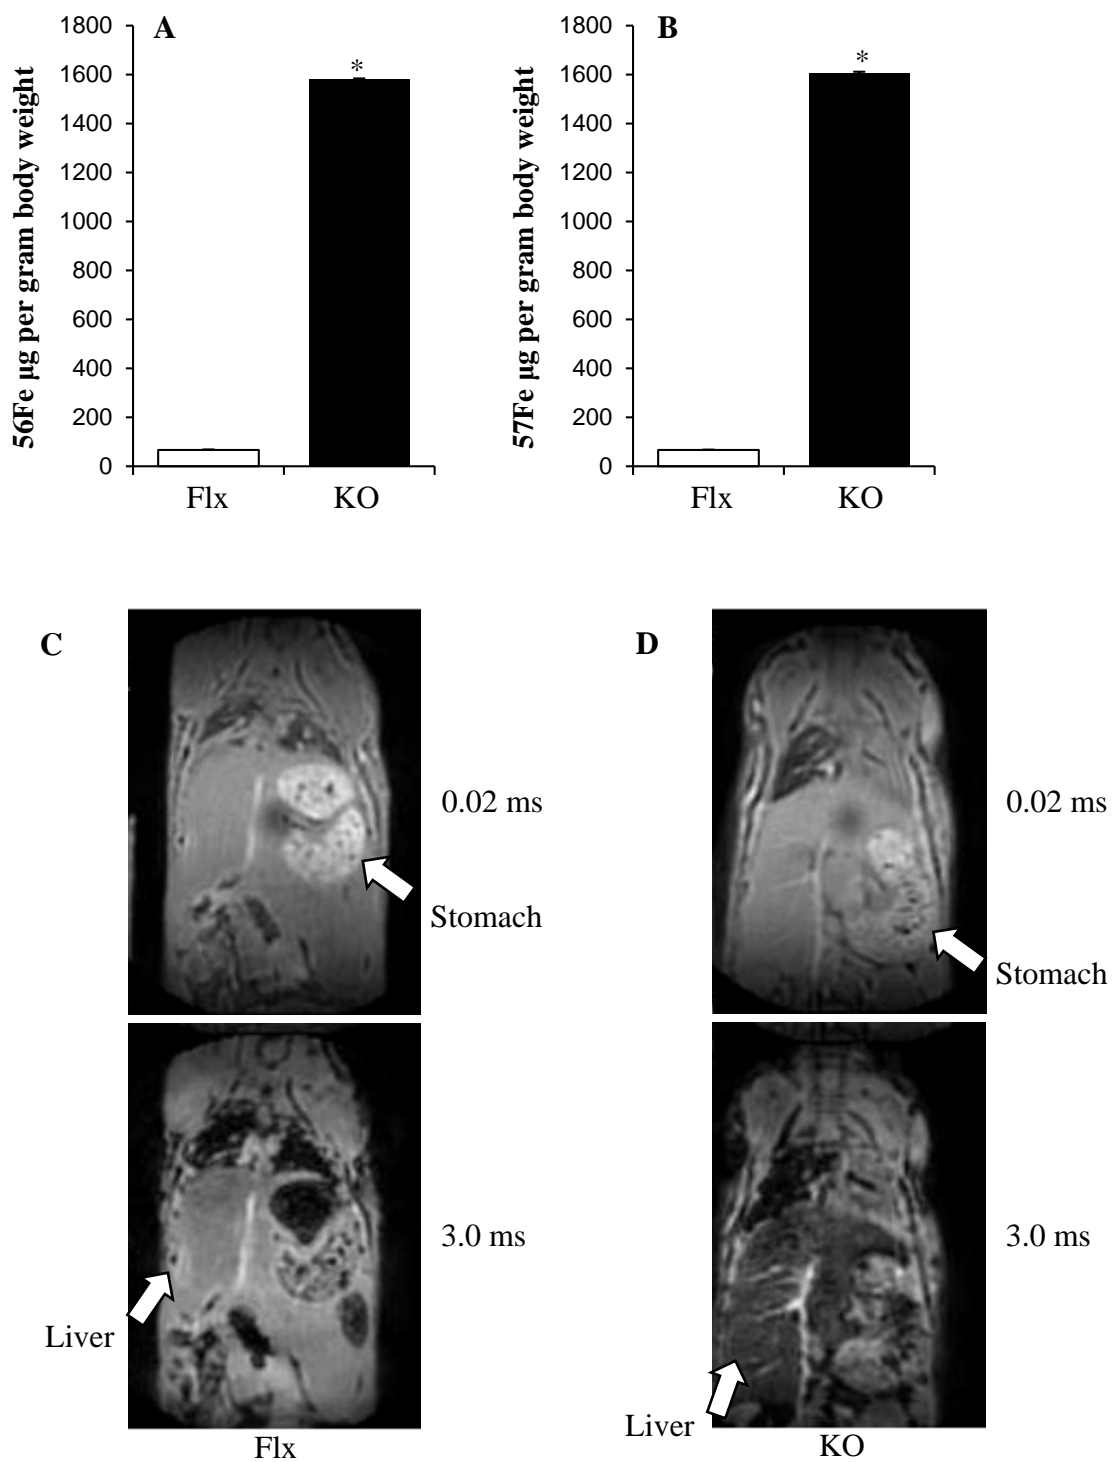 A
56Fe µg per gram body weight
1800
1600
1400
1200
1000
800
600
400
200
0
*
Flx
KO
B
57Fe µg per gram body weight
1800
1600
1400
1200
1000
800
600
400
200
0
*
Flx
KO
C
0.02 ms
Stomach
3.0 ms
Liver
Flx
D
0.02 ms
Stomach
3.0 ms
Liver
KO